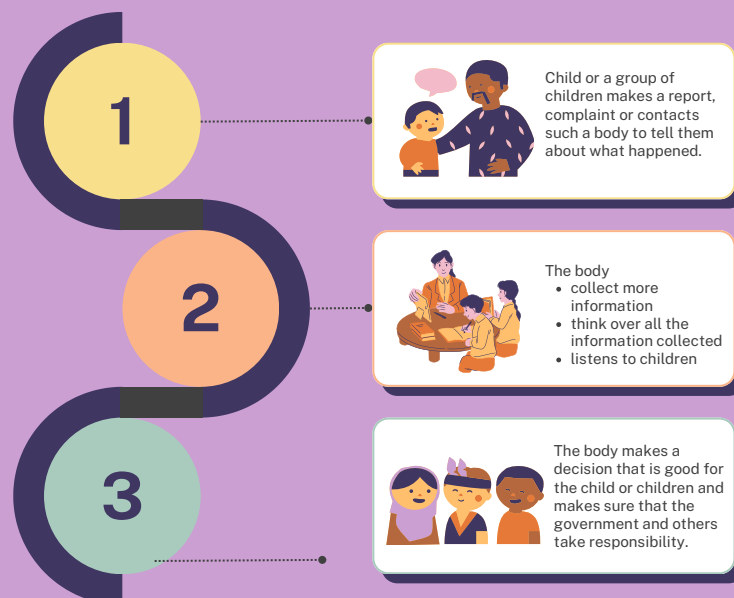 1
Child or a group of
children makes a report,
complaint or contacts
such a body to tell them
about what happened.
2
The body
• collect more
information
• think over all the
information collected
• listens to children
3
The body makes a
decision that is good for
the child or children and
makes sure that the
government and others
take responsibility.